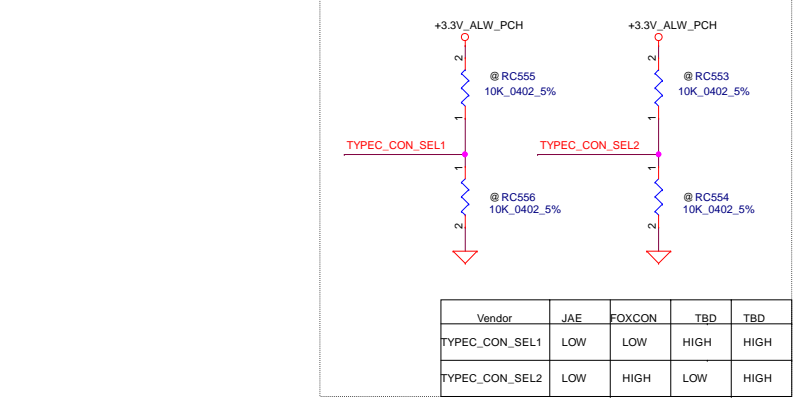 +3.3V_ALW_PCH +3.3V_ALW_PCH
2 2
@ RC555 @ RC553
10K_0402_5% 10K_0402_5%
1 1
TYPEC_CON_SEL1 TYPEC_CON_SEL2
1 1
@ RC556 @ RC554
10K_0402_5% 10K_0402_5%
2 2
Vendor JAE FOXCON TBD TBD
TYPEC_CON_SEL1 LOW LOW HIGH HIGH
TYPEC_CON_SEL2 LOW HIGH LOW HIGH